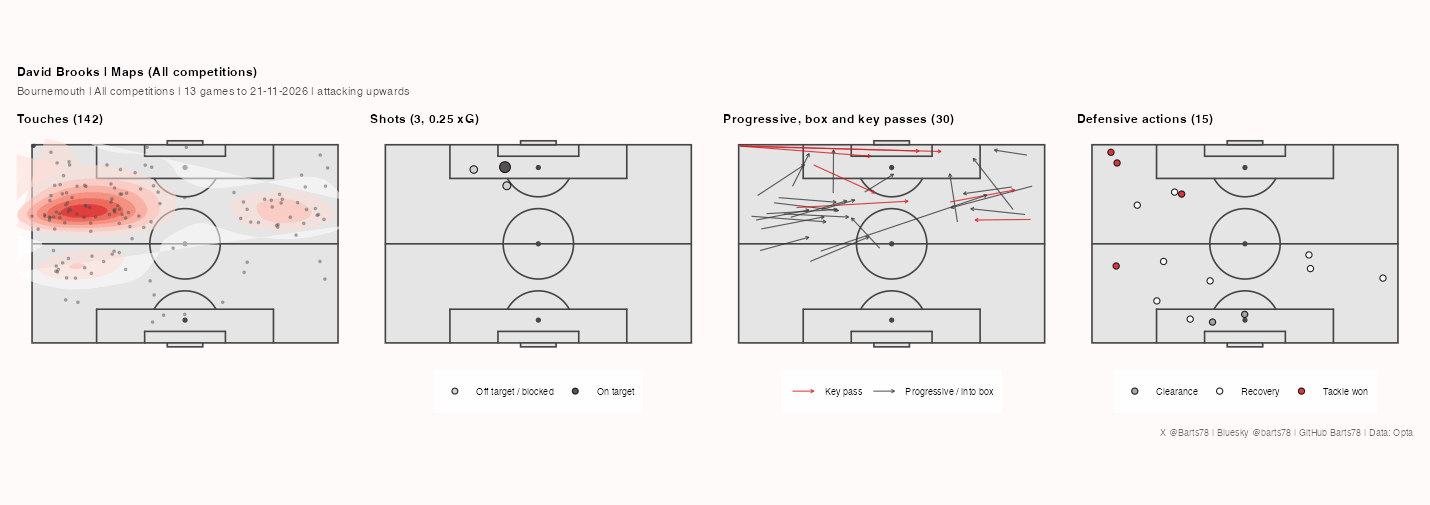 David Brooks | Maps (All competitions)
Bournemouth | All competitions | 13 games to 21-11-2026 | attacking upwards
Touches (142)
Shots (3, 0.25 xG)
Progressive, box and key passes (30)
Defensive actions (15)
Off target / blocked
On target
Key pass
Progressive / into box
Clearance
Recovery
Tackle won
X @Barts78 | Bluesky @barts78 | GitHub Barts78 | Data: Opta